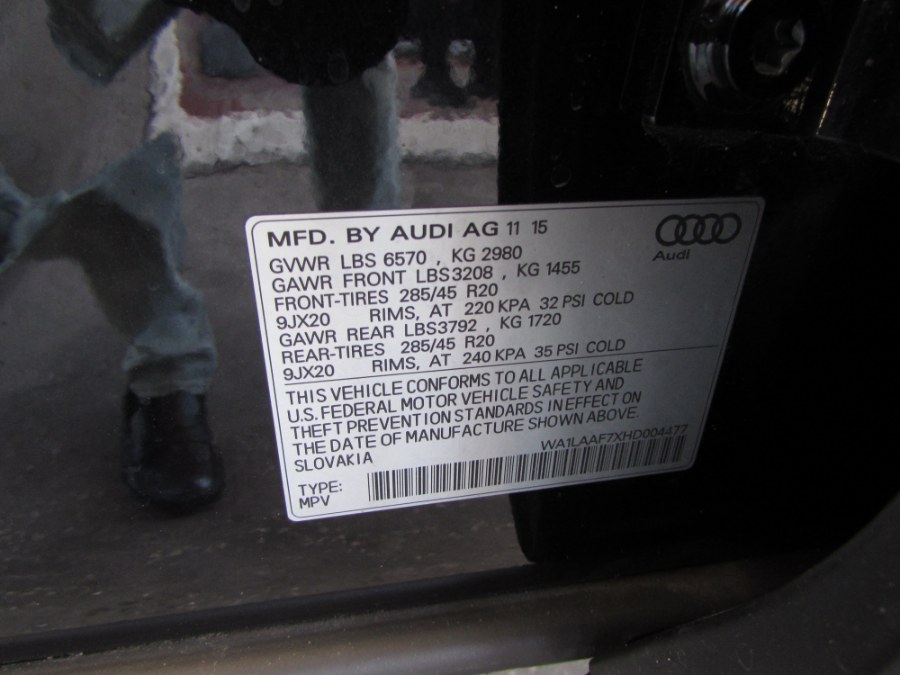 MFD. BY AUDI AG 11 15
Audi
GVWR LBS 6570 , KG 2980
GAWR FRONT LBS3208 , KG 1455
FRONT-TIRES 285/45 R20
9JX20 RIMS, AT 220 KPA 32 PSI COLD
GAWR REAR LBS3792 , KG 1720
REAR-TIRES 285/45 R20
9JX20 RIMS, AT 240 KPA 35 PSI COLD
THIS VEHICLE CONFORMS TO ALL APPLICABLE
U.S. FEDERAL MOTOR VEHICLE SAFETY AND
THEFT PREVENTION STANDARDS IN EFFECT ON
THE DATE OF MANUFACTURE SHOWN ABOVE.
SLOVAKIA WA1LAAF7XHD004477
TYPE:
MPV